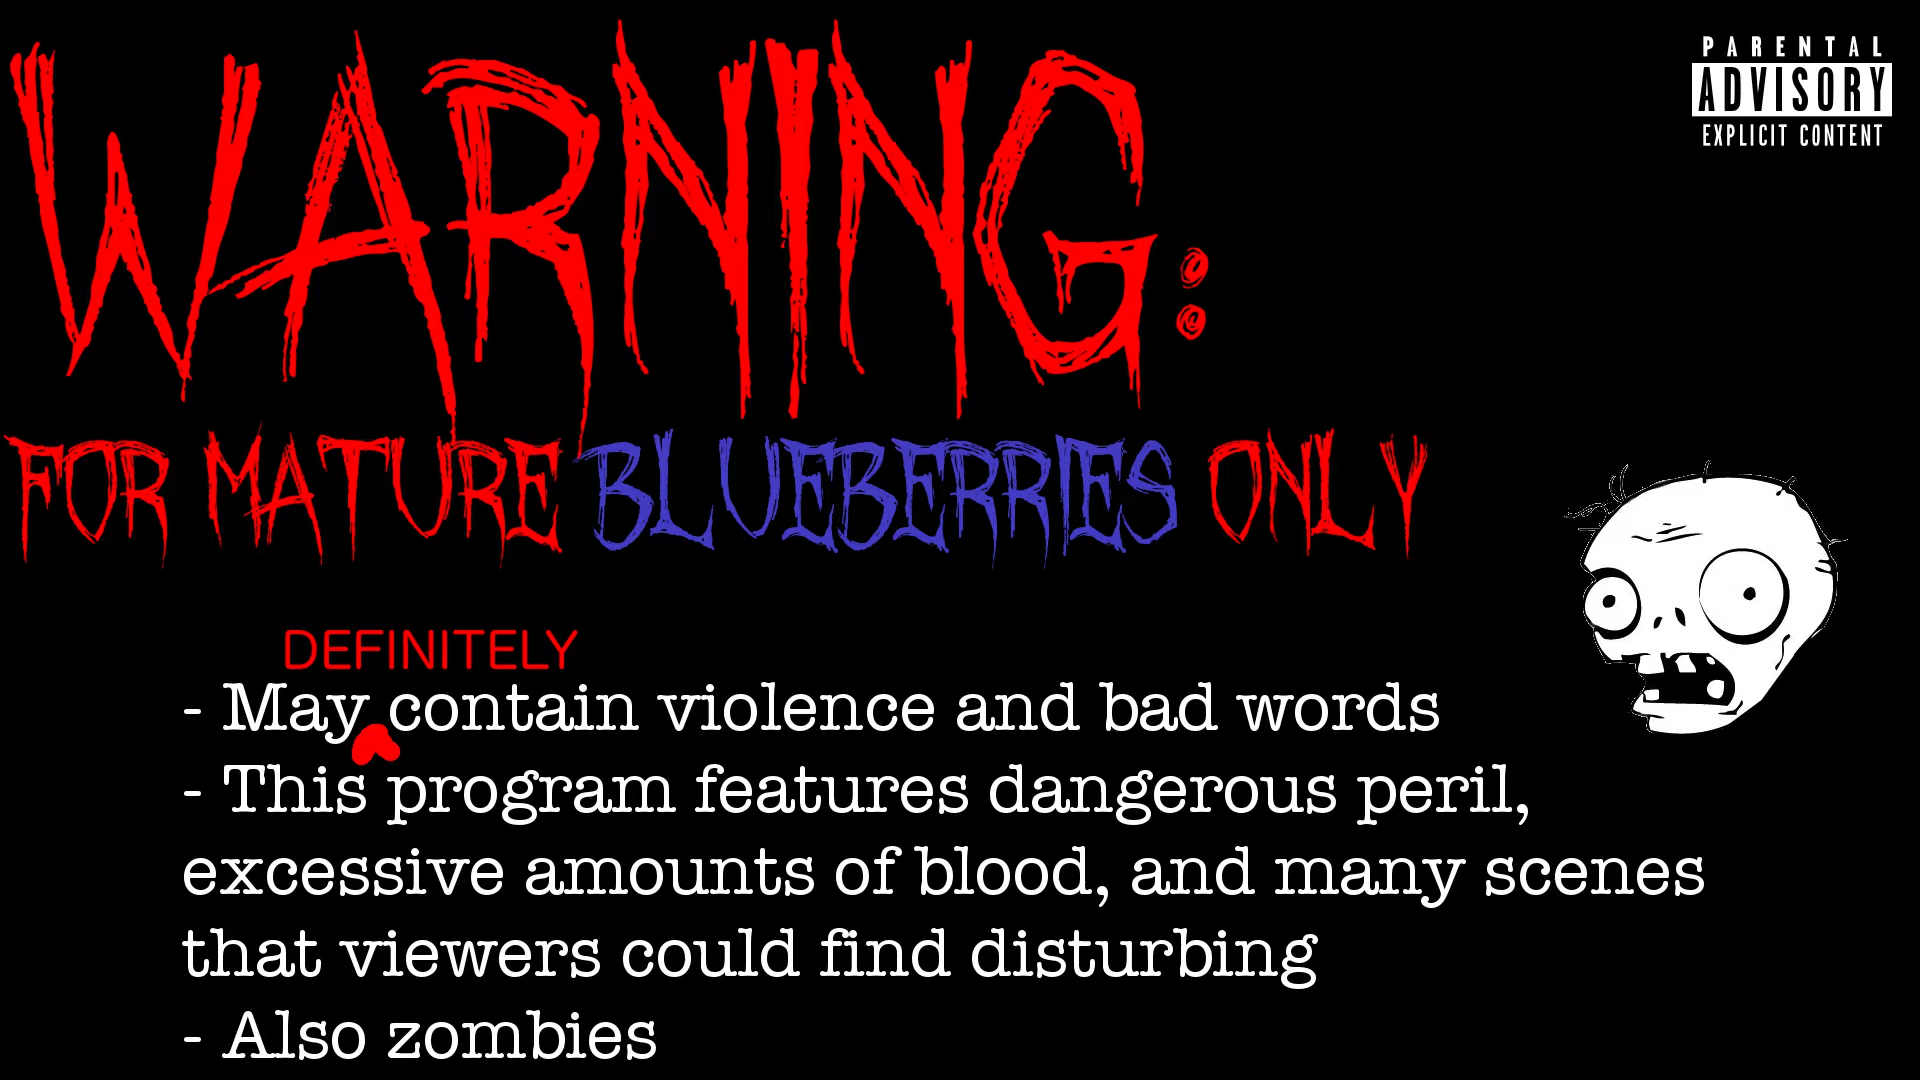 PARENTAL
ADVISORY
EXPLICIT CONTENT
WARNING:
FOR MATURE BLUEBERRIES ONLY
DEFINITELY
- May contain violence and bad words
- This program features dangerous peril,
excessive amounts of blood, and many scenes
that viewers could find disturbing
- Also zombies